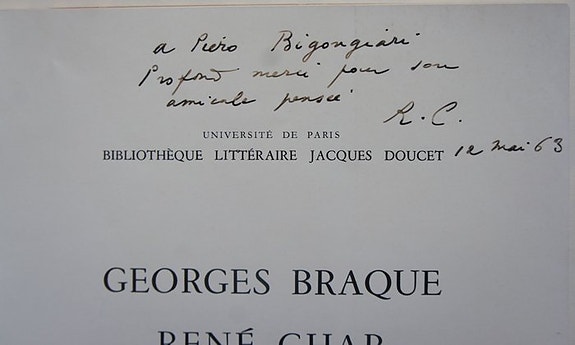 a Piero Bigongiari
Profond merci pour son
amicale pensée
R. C.
12 mai 63
UNIVERSITÉ DE PARIS
BIBLIOTHÈQUE LITTÉRAIRE JACQUES DOUCET
GEORGES BRAQUE
RENÉ CHAR